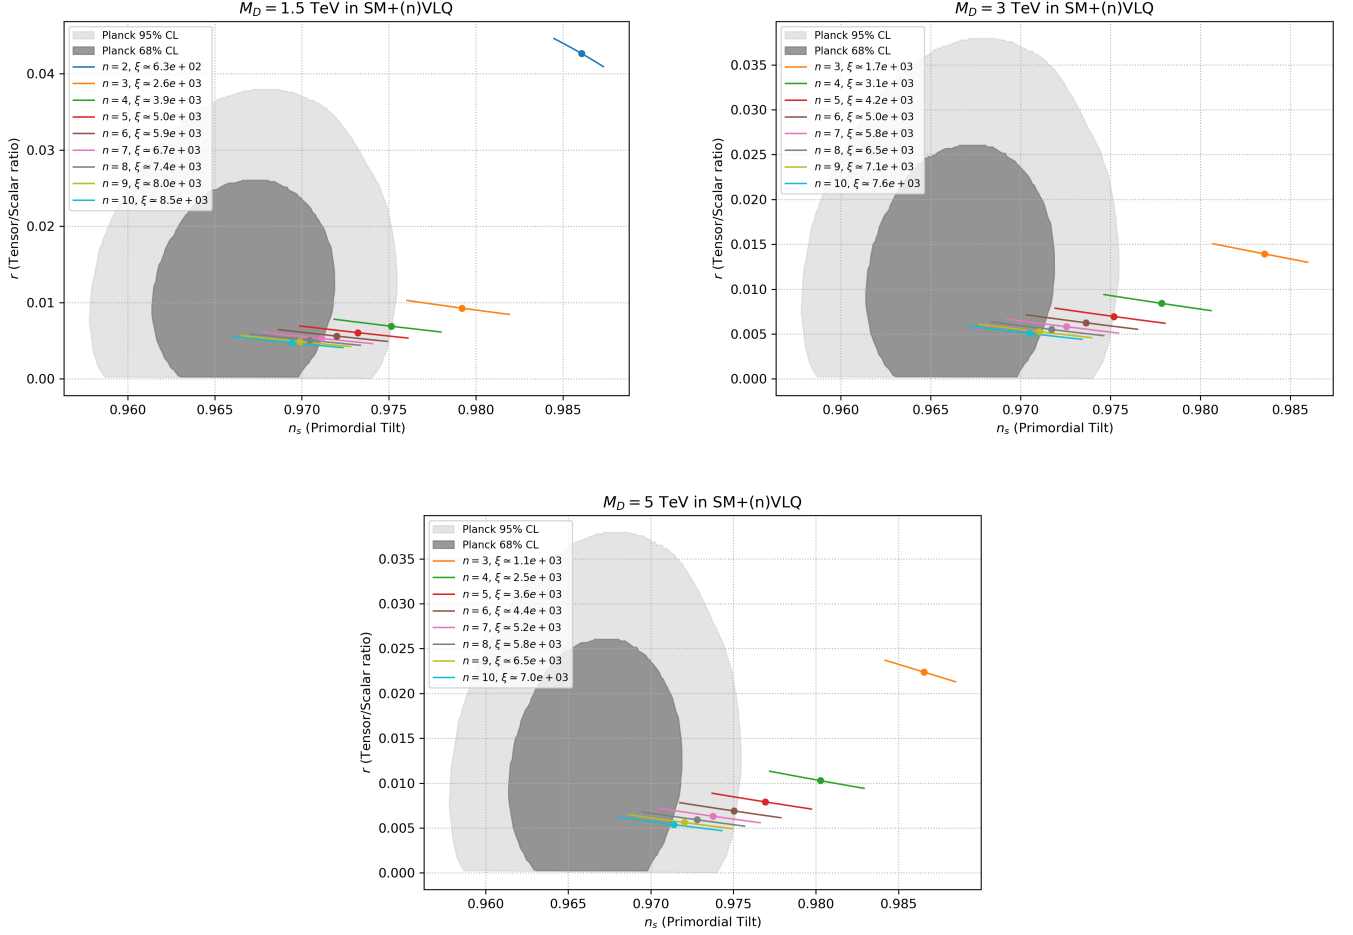 M_D = 1.5 TeV in SM+(n)VLQ
Planck 95% CL
Planck 68% CL
n = 2, ξ ≃ 6.3e + 02
n = 3, ξ ≃ 2.6e + 03
n = 4, ξ ≃ 3.9e + 03
n = 5, ξ ≃ 5.0e + 03
n = 6, ξ ≃ 5.9e + 03
n = 7, ξ ≃ 6.7e + 03
n = 8, ξ ≃ 7.4e + 03
n = 9, ξ ≃ 8.0e + 03
n = 10, ξ ≃ 8.5e + 03
r (Tensor/Scalar ratio)
0.04
0.03
0.02
0.01
0.00
0.960 0.965 0.970 0.975 0.980 0.985
n_s (Primordial Tilt)
M_D = 3 TeV in SM+(n)VLQ
Planck 95% CL
Planck 68% CL
n = 3, ξ ≃ 1.7e + 03
n = 4, ξ ≃ 3.1e + 03
n = 5, ξ ≃ 4.2e + 03
n = 6, ξ ≃ 5.0e + 03
n = 7, ξ ≃ 5.8e + 03
n = 8, ξ ≃ 6.5e + 03
n = 9, ξ ≃ 7.1e + 03
n = 10, ξ ≃ 7.6e + 03
r (Tensor/Scalar ratio)
0.035
0.030
0.025
0.020
0.015
0.010
0.005
0.000
0.960 0.965 0.970 0.975 0.980 0.985
n_s (Primordial Tilt)
M_D = 5 TeV in SM+(n)VLQ
Planck 95% CL
Planck 68% CL
n = 3, ξ ≃ 1.1e + 03
n = 4, ξ ≃ 2.5e + 03
n = 5, ξ ≃ 3.6e + 03
n = 6, ξ ≃ 4.4e + 03
n = 7, ξ ≃ 5.2e + 03
n = 8, ξ ≃ 5.8e + 03
n = 9, ξ ≃ 6.5e + 03
n = 10, ξ ≃ 7.0e + 03
r (Tensor/Scalar ratio)
0.035
0.030
0.025
0.020
0.015
0.010
0.005
0.000
0.960 0.965 0.970 0.975 0.980 0.985
n_s (Primordial Tilt)